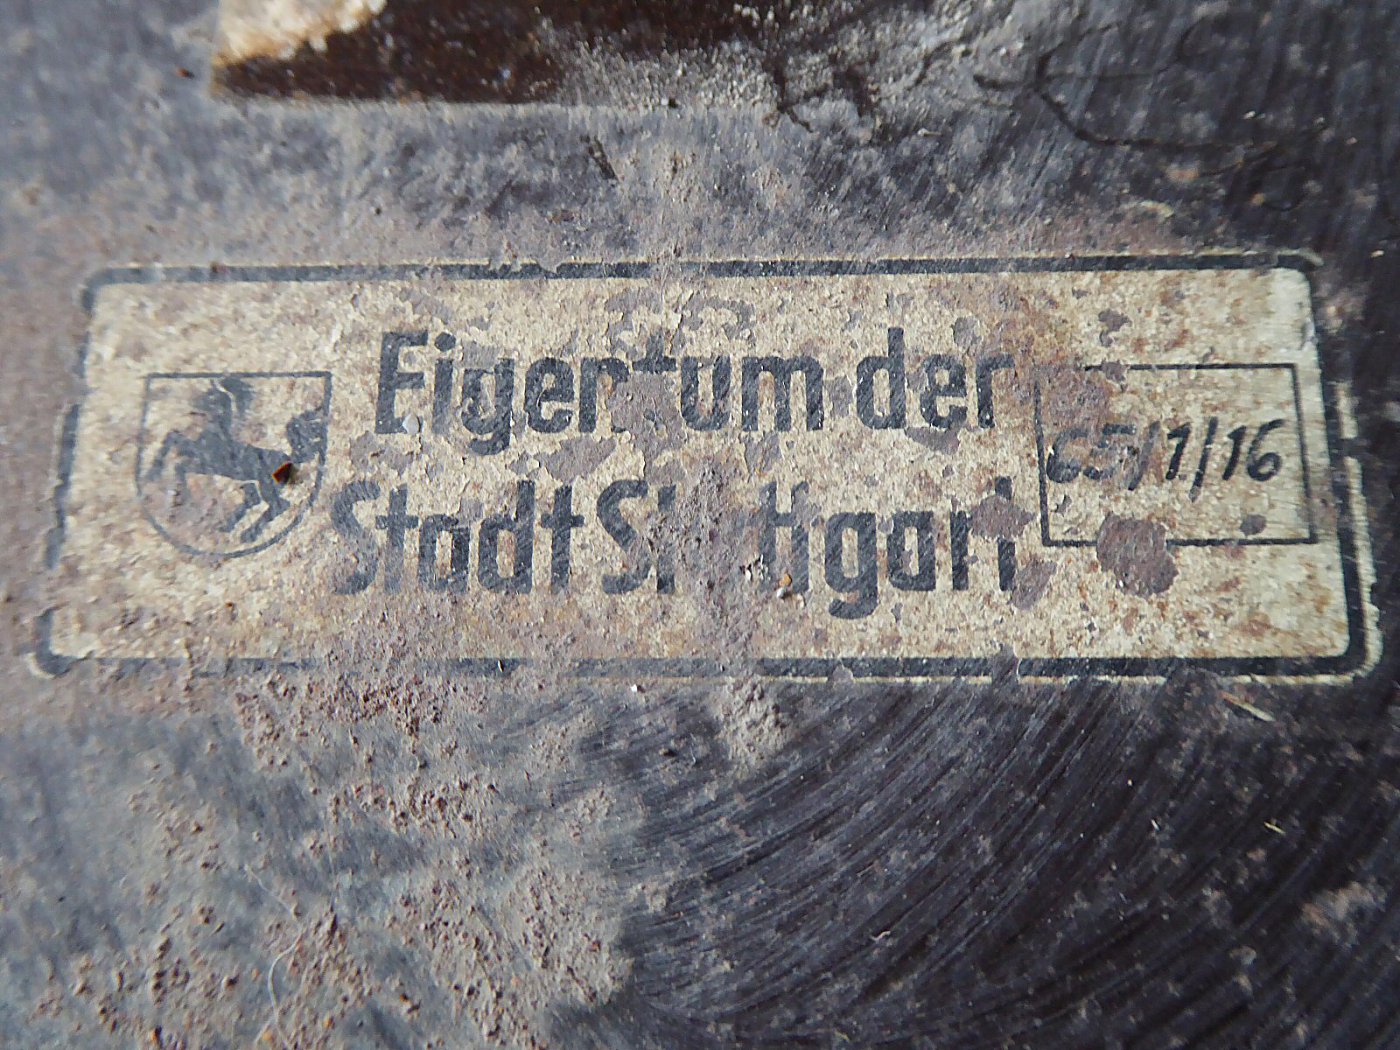 Eigentum der
Stadt Stuttgart
65/1/16